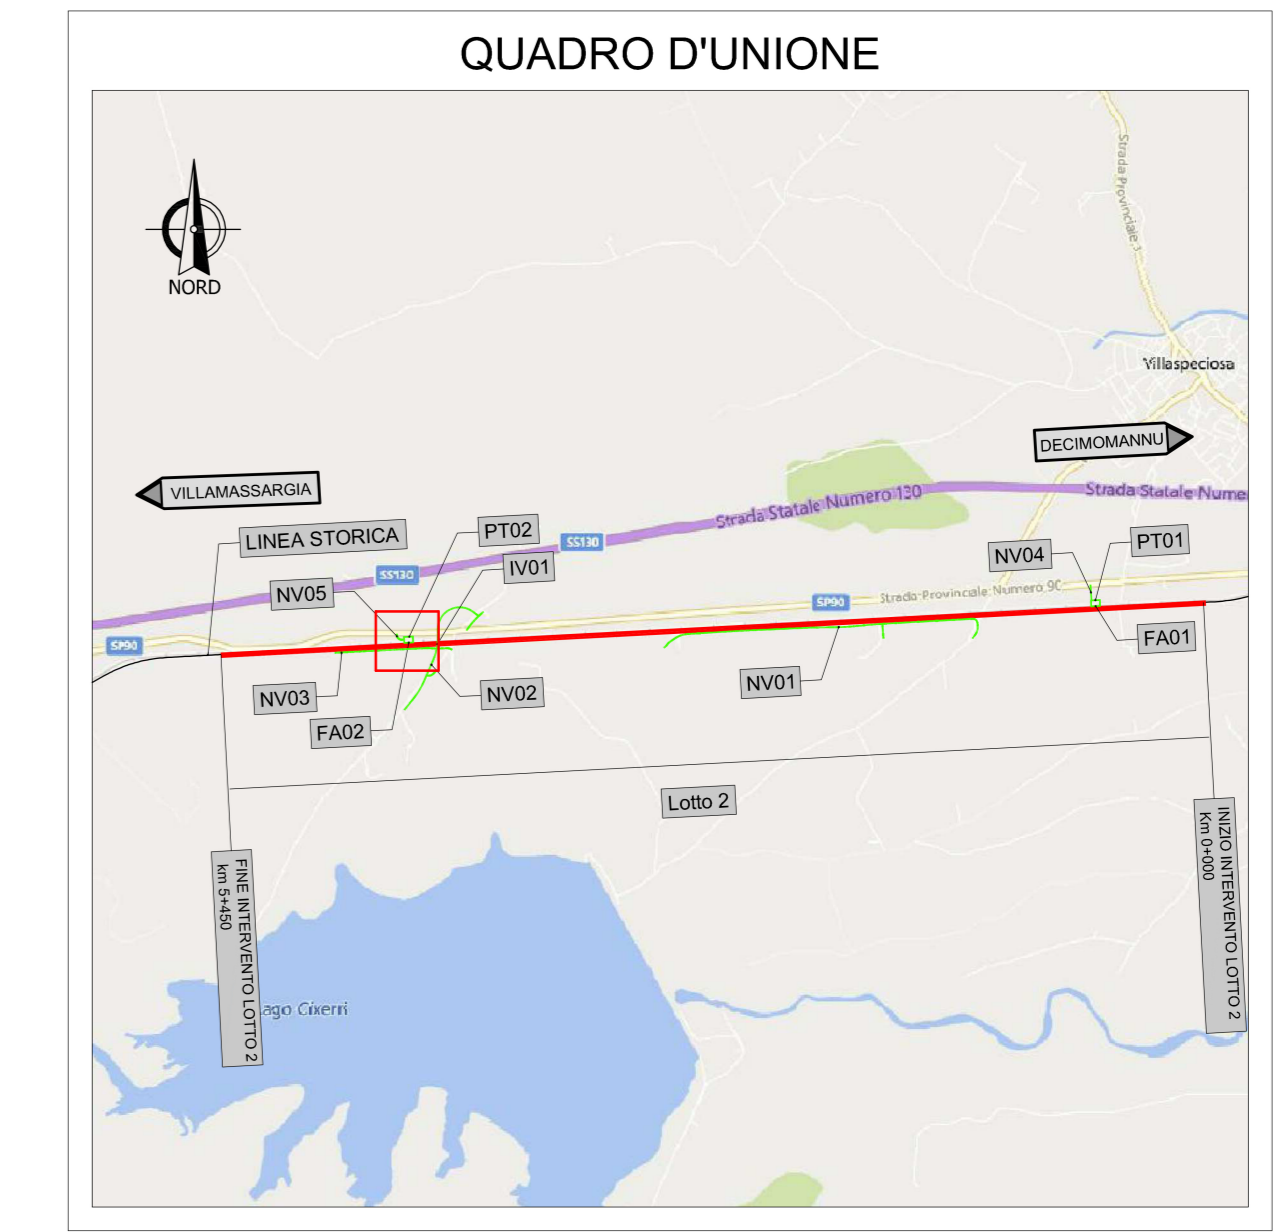 QUADRO D'UNIONE
NORD
Strada Provinciale 3
Villaspeciosa
DECIMOMANNU
VILLAMASSARGIA
Strada Statale Numero 130
Strada Statale Nume
LINEA STORICA
PT02
SS130
IV01
NV05
SS130
NV04
PT01
Strada Provinciale Numero 90
SP90
SP90
FA01
NV03
NV02
NV01
FA02
Lotto 2
INIZIO INTERVENTO LOTTO 2
Km 0+000
FINE INTERVENTO LOTTO 2
km 5+450
ago Cixerri